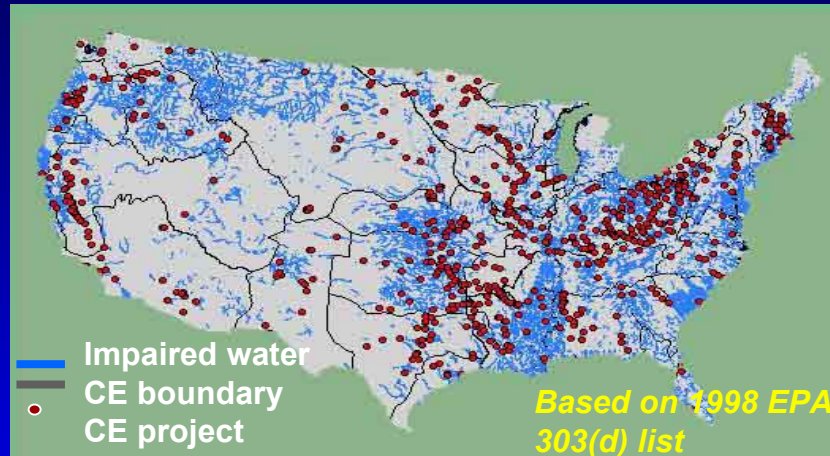 Impaired water
CE boundary
CE project
Based on 1998 EPA
303(d) list